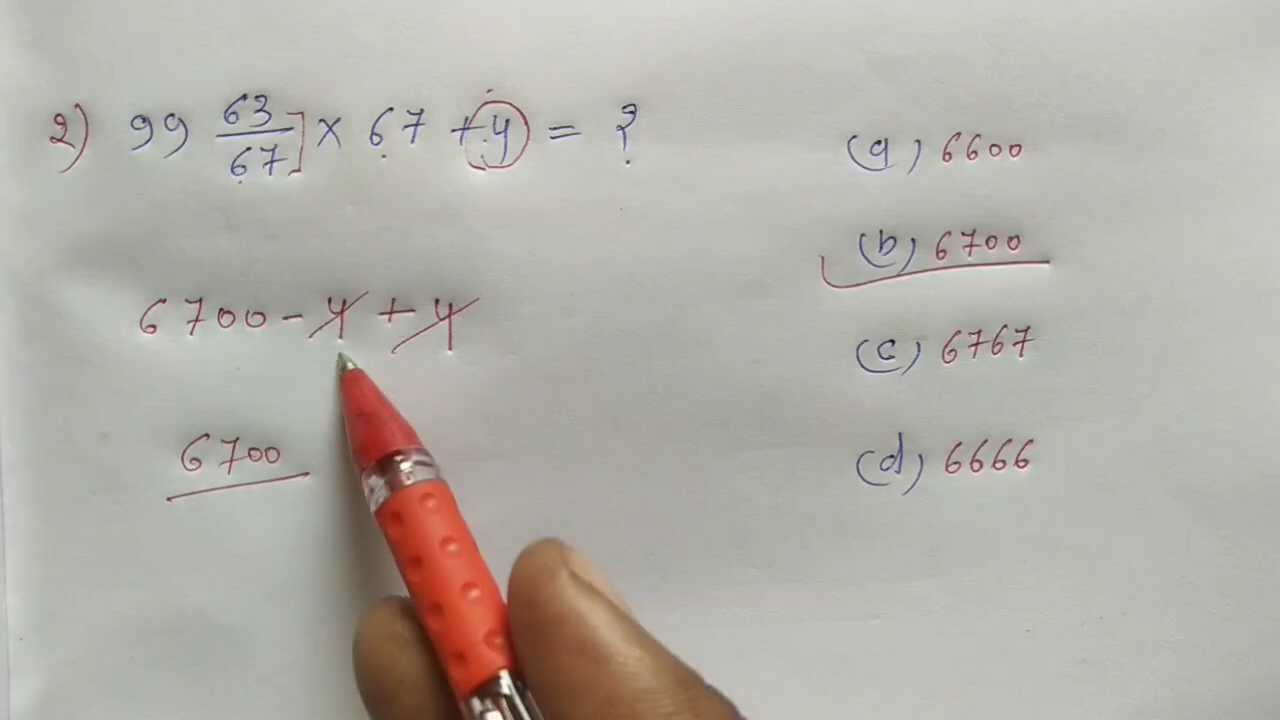 2) 99 63/67] × 67 + 4 = ?
(a) 6600
(b) 6700
6700 - 4 + 4
(c) 6767
6700
(d) 6666